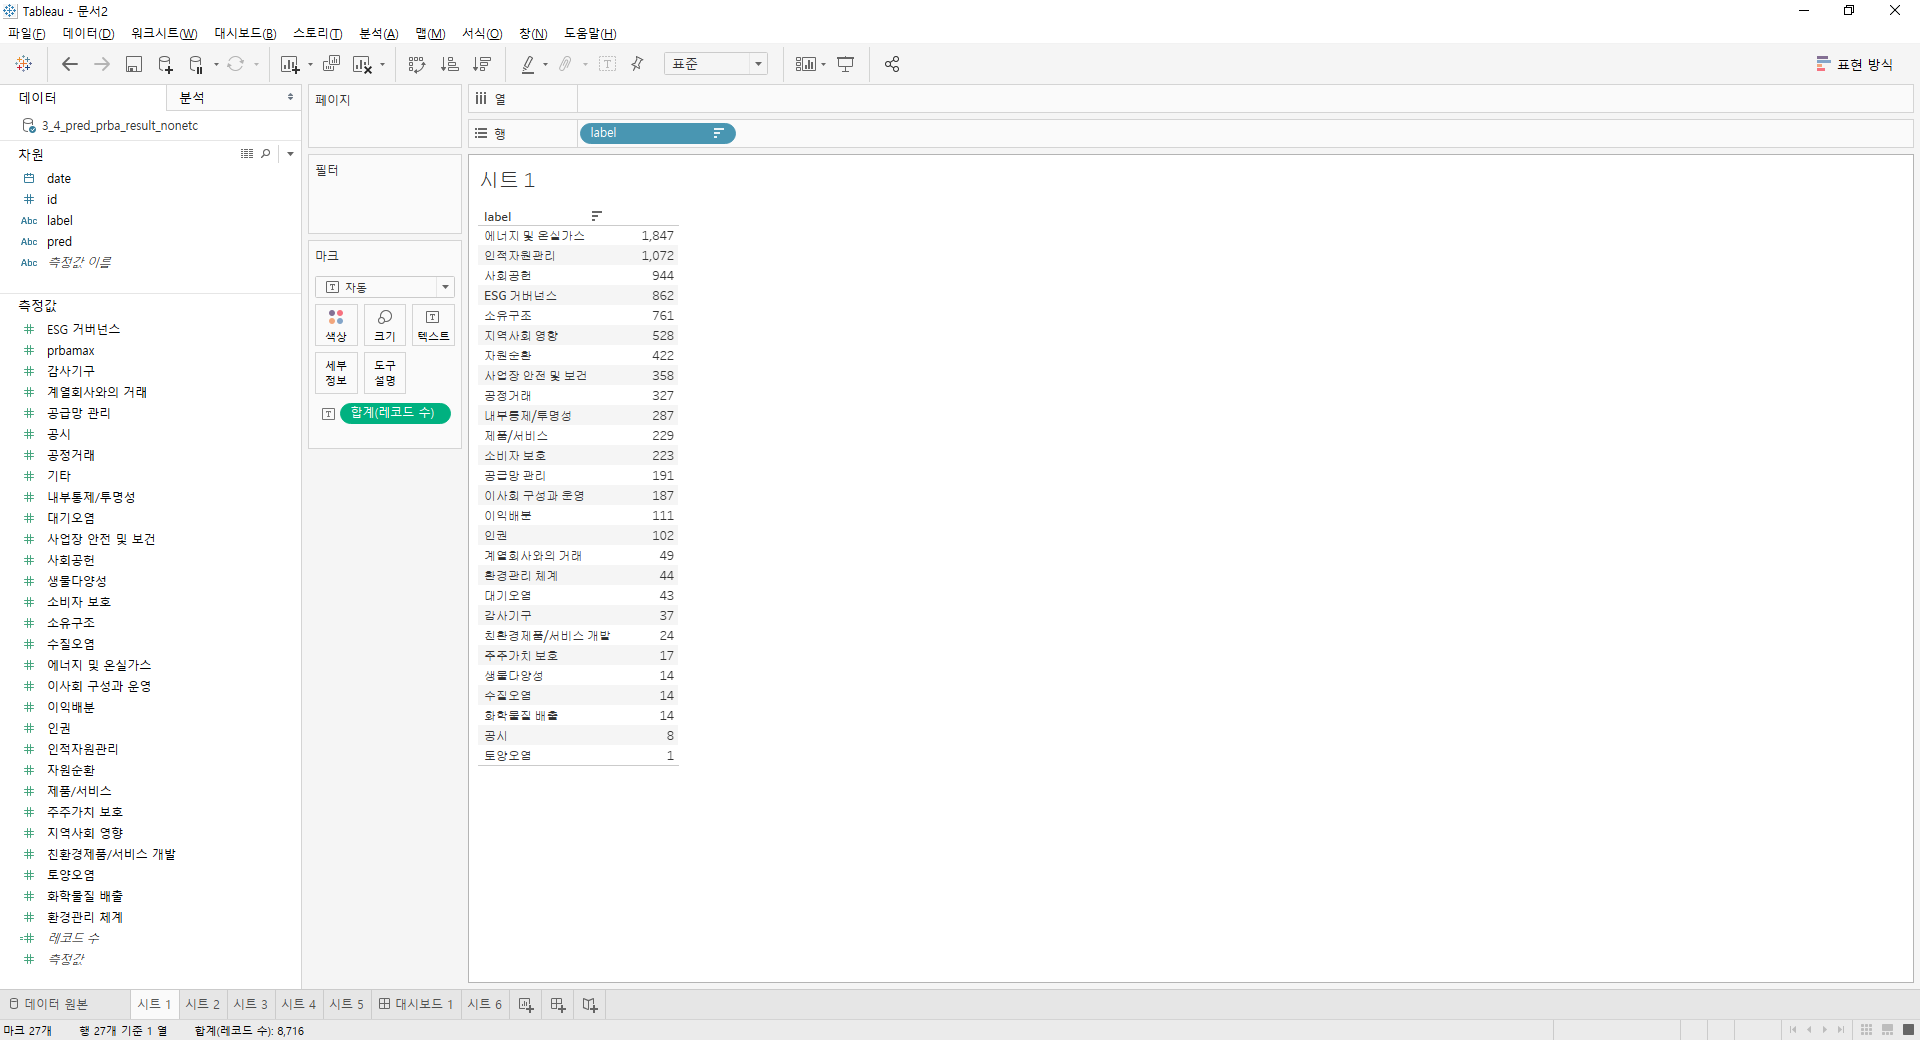 Tableau - 문서2
파일(F) 데이터(D) 워크시트(W) 대시보드(B) 스토리(T) 분석(A) 맵(M) 서식(O) 창(N) 도움말(H)
표준
표현 방식
데이터 분석
3_4_pred_prba_result_nonetc
차원
date
id
Abc label
Abc pred
Abc 측정값 이름
측정값
ESG 거버넌스
prbamax
감사기구
계열회사와의 거래
공급망 관리
공시
공정거래
기타
내부통제/투명성
대기오염
사업장 안전 및 보건
사회공헌
생물다양성
소비자 보호
소유구조
수질오염
에너지 및 온실가스
이사회 구성과 운영
이익배분
인권
인적자원관리
자원순환
제품/서비스
주주가치 보호
지역사회 영향
친환경제품/서비스 개발
토양오염
화학물질 배출
환경관리 체계
레코드 수
측정값
페이지
필터
마크
자동
색상 크기 텍스트
세부 정보
도구 설명
합계(레코드 수)
열
행 label
시트 1
label
에너지 및 온실가스 1,847
인적자원관리 1,072
사회공헌 944
ESG 거버넌스 862
소유구조 761
지역사회 영향 528
자원순환 422
사업장 안전 및 보건 358
공정거래 327
내부통제/투명성 287
제품/서비스 229
소비자 보호 223
공급망 관리 191
이사회 구성과 운영 187
이익배분 111
인권 102
계열회사와의 거래 49
환경관리 체계 44
대기오염 43
감사기구 37
친환경제품/서비스 개발 24
주주가치 보호 17
생물다양성 14
수질오염 14
화학물질 배출 14
공시 8
토양오염 1
데이터 원본 시트 1 시트 2 시트 3 시트 4 시트 5 대시보드 1 시트 6
마크 27개 행 27개 기준 1 열 합계(레코드 수): 8,716